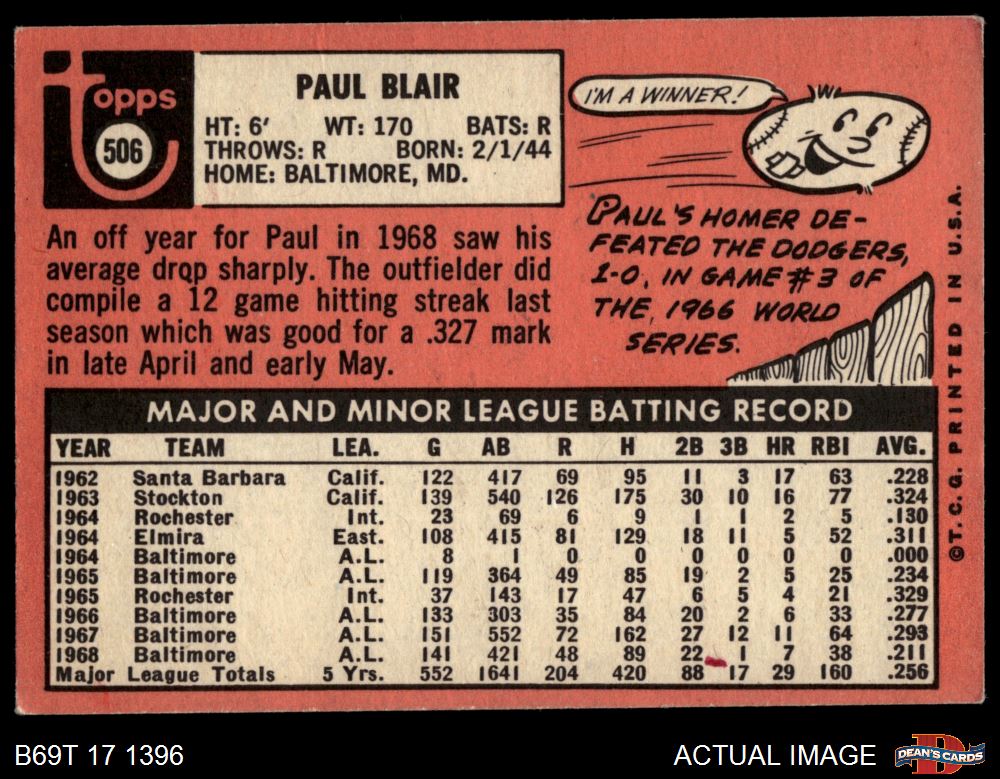 Topps
506
PAUL BLAIR
HT: 6' WT: 170 BATS: R
THROWS: R BORN: 2/1/44
HOME: BALTIMORE, MD.
I'M A WINNER!
PAUL'S HOMER DE-
FEATED THE DODGERS,
1-0, IN GAME #3 OF
THE 1966 WORLD
SERIES.
An off year for Paul in 1968 saw his
average drop sharply. The outfielder did
compile a 12 game hitting streak last
season which was good for a .327 mark
in late April and early May.
©T.C.G. PRINTED IN U.S.A.
MAJOR AND MINOR LEAGUE BATTING RECORD
YEAR TEAM LEA. G AB R H 2B 3B HR RBI AVG.
1962 Santa Barbara Calif. 122 417 69 95 11 3 17 63 .228
1963 Stockton Calif. 139 540 126 175 30 10 16 77 .324
1964 Rochester Int. 23 69 6 9 1 1 2 5 .130
1964 Elmira East. 108 415 81 129 18 11 5 52 .311
1964 Baltimore A.L. 8 1 0 0 0 0 0 0 .000
1965 Baltimore A.L. 119 364 49 85 19 2 5 25 .234
1965 Rochester Int. 37 143 17 47 6 5 4 21 .329
1966 Baltimore A.L. 133 303 35 84 20 2 6 33 .277
1967 Baltimore A.L. 151 552 72 162 27 12 11 64 .293
1968 Baltimore A.L. 141 421 48 89 22 1 7 38 .211
Major League Totals 5 Yrs. 552 1641 204 420 88 17 29 160 .256
B69T 17 1396
ACTUAL IMAGE
DEAN'S CARDS